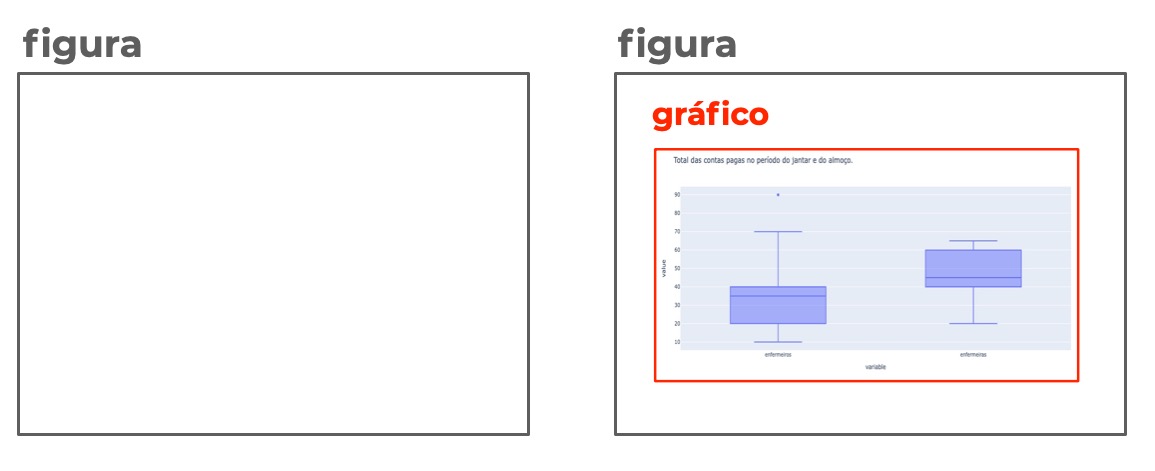 figura
figura
gráfico
Total das contas pagas no período do jantar e do almoço.
90
80
70
60
50
40
30
20
10
value
enfermeiros
enfermeiras
variable